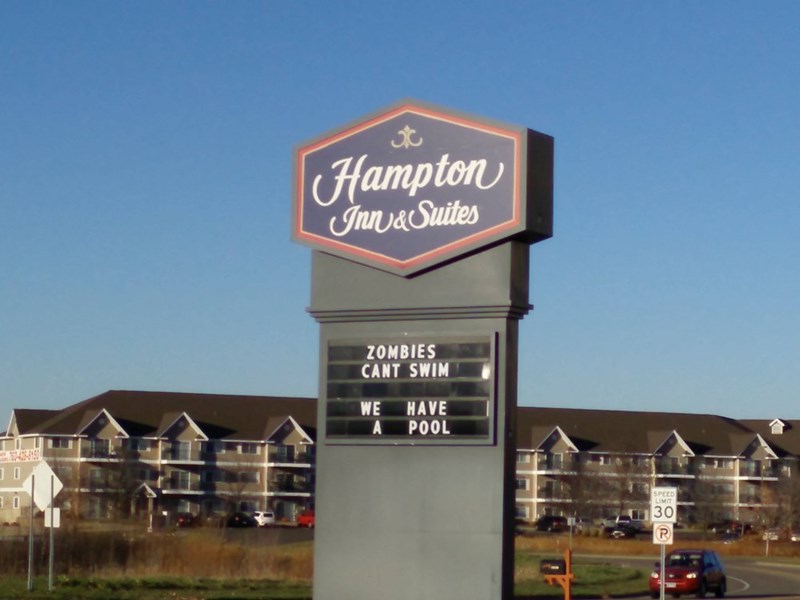 Hampton
Inn & Suites
ZOMBIES
CANT SWIM
WE HAVE
A POOL
SPEED
LIMIT
30
P